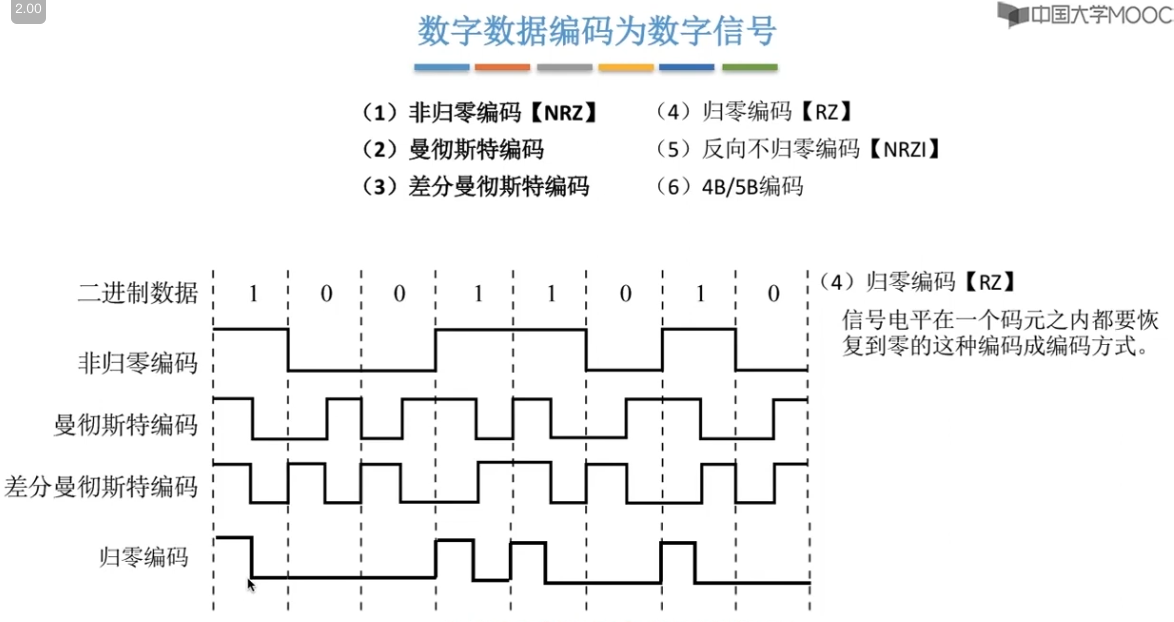 2.00
中国大学MOOC
数字数据编码为数字信号
（1）非归零编码【NRZ】 （4）归零编码【RZ】
（2）曼彻斯特编码 （5）反向不归零编码【NRZI】
（3）差分曼彻斯特编码 （6）4B/5B编码
二进制数据 1 0 0 1 1 0 1 0
非归零编码
曼彻斯特编码
差分曼彻斯特编码
归零编码
（4）归零编码【RZ】
信号电平在一个码元之内都要恢
复到零的这种编码成编码方式。